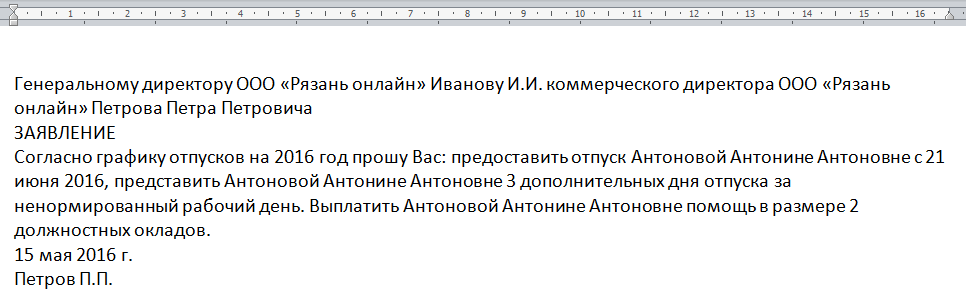 1 2 3 4 5 6 7 8 9 10 11 12 13 14 15 16
Генеральному директору ООО «Рязань онлайн» Иванову И.И. коммерческого директора ООО «Рязань
онлайн» Петрова Петра Петровича
ЗАЯВЛЕНИЕ
Согласно графику отпусков на 2016 год прошу Вас: предоставить отпуск Антоновой Антонине Антоновне с 21
июня 2016, представить Антоновой Антонине Антоновне 3 дополнительных дня отпуска за
ненормированный рабочий день. Выплатить Антоновой Антонине Антоновне помощь в размере 2
должностных окладов.
15 мая 2016 г.
Петров П.П.